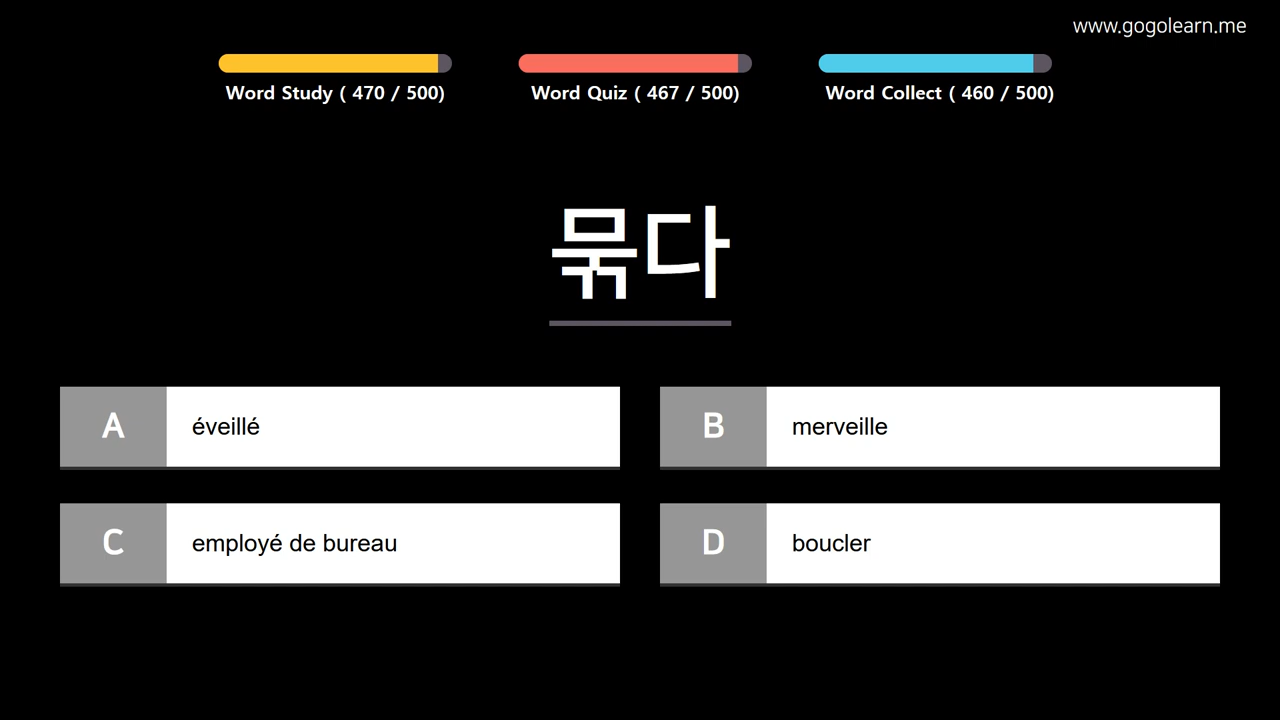 www.gogolearn.me
Word Study ( 470 / 500)
Word Quiz ( 467 / 500)
Word Collect ( 460 / 500)
묶다
A éveillé
B merveille
C employé de bureau
D boucler